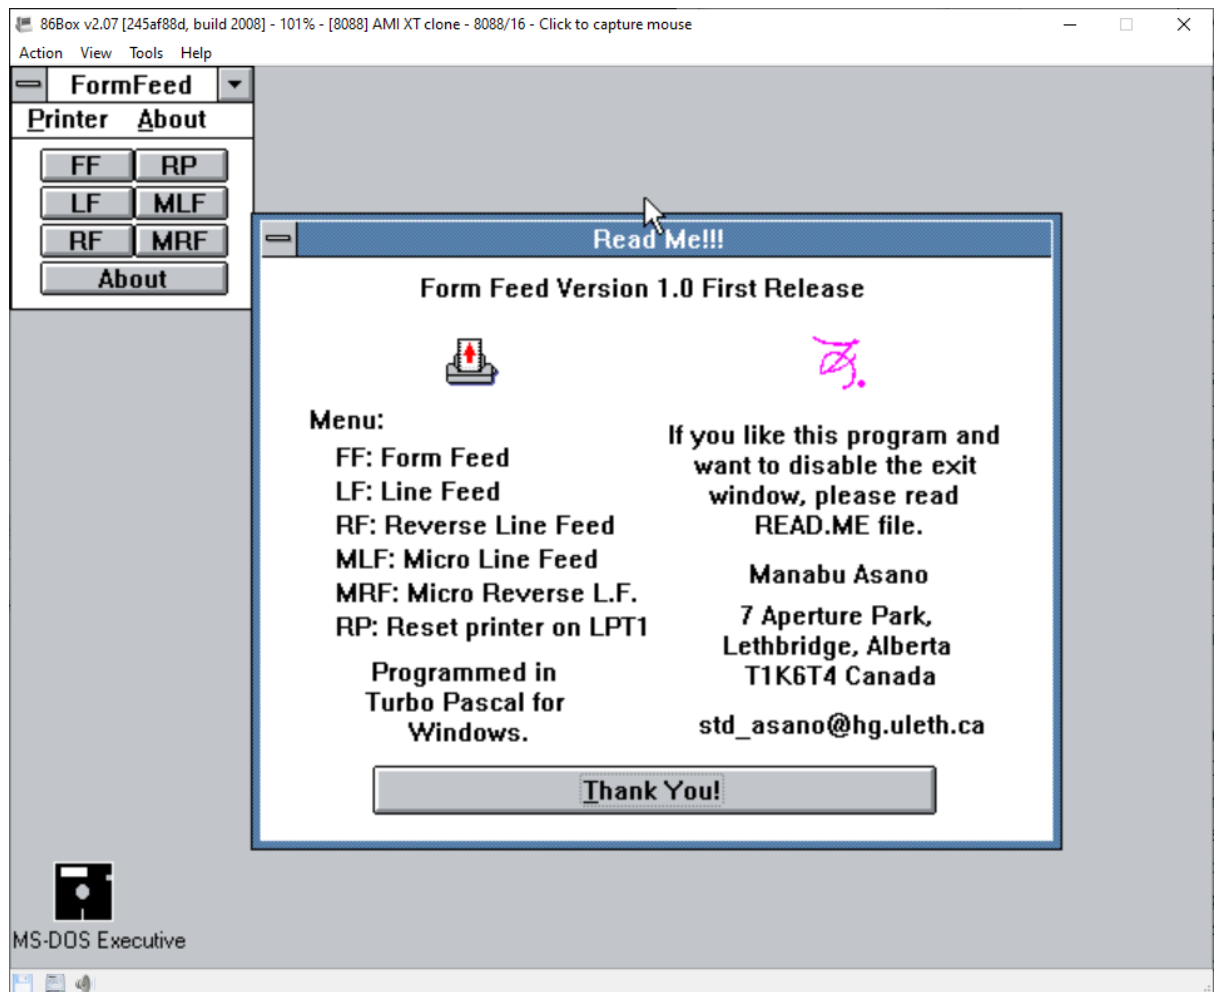 86Box v2.07 [245af88d, build 2008] - 101% - [8088] AMI XT clone - 8088/16 - Click to capture mouse
Action View Tools Help
FormFeed
Printer About
FF RP
LF MLF
RF MRF
About
Read Me!!!
Form Feed Version 1.0 First Release
Menu:
FF: Form Feed
LF: Line Feed
RF: Reverse Line Feed
MLF: Micro Line Feed
MRF: Micro Reverse L.F.
RP: Reset printer on LPT1
Programmed in
Turbo Pascal for
Windows.
If you like this program and
want to disable the exit
window, please read
READ.ME file.
Manabu Asano
7 Aperture Park,
Lethbridge, Alberta
T1K6T4 Canada
std_asano@hg.uleth.ca
Thank You!
MS-DOS Executive